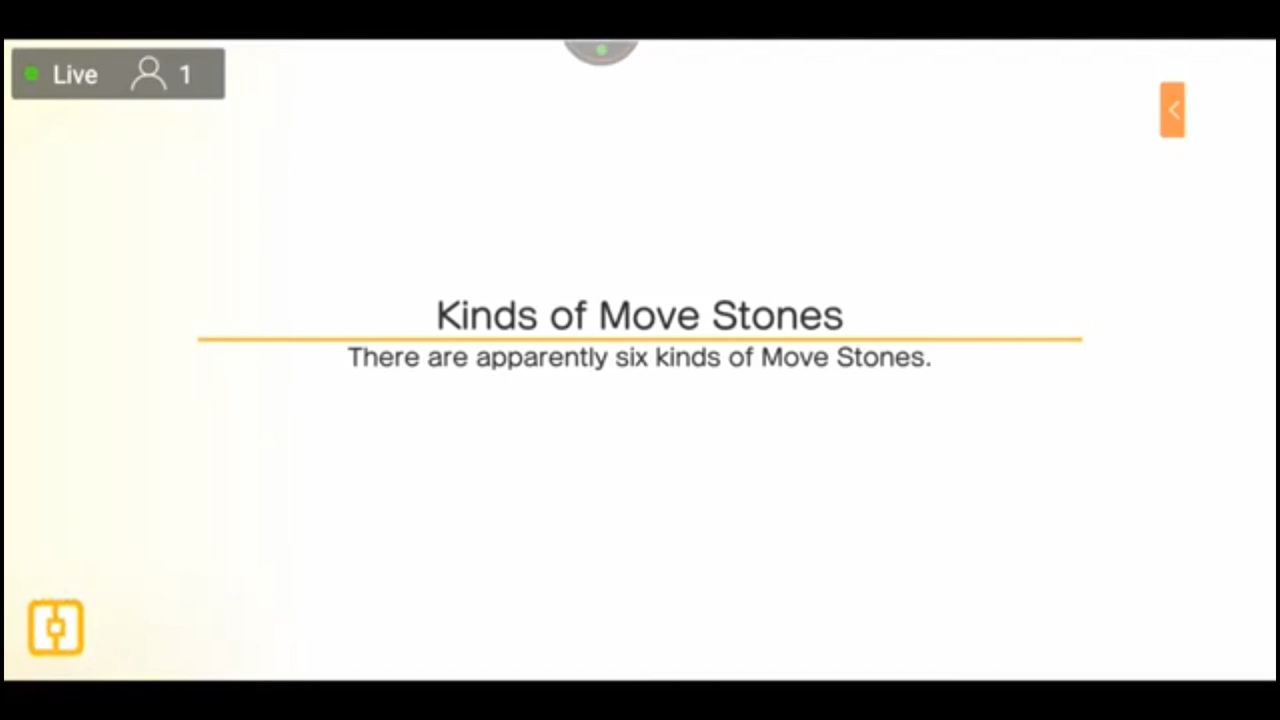 Live 1
Kinds of Move Stones
There are apparently six kinds of Move Stones.